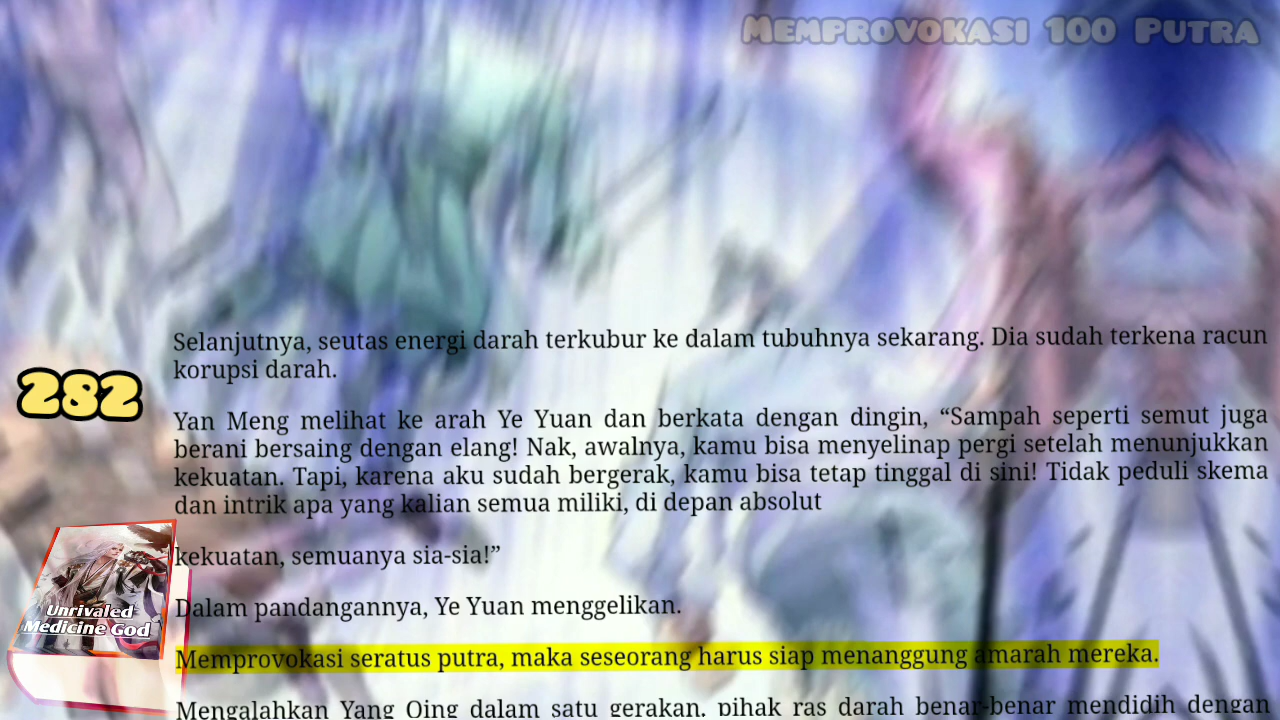 Memprovokasi 100 Putra
Selanjutnya, seutas energi darah terkubur ke dalam tubuhnya sekarang. Dia sudah terkena racun
korupsi darah.
282
Yan Meng melihat ke arah Ye Yuan dan berkata dengan dingin, “Sampah seperti semut juga
berani bersaing dengan elang! Nak, awalnya, kamu bisa menyelinap pergi setelah menunjukkan
kekuatan. Tapi, karena aku sudah bergerak, kamu bisa tetap tinggal di sini! Tidak peduli skema
dan intrik apa yang kalian semua miliki, di depan absolut
kekuatan, semuanya sia-sia!”
Dalam pandangannya, Ye Yuan menggelikan.
Unrivaled
Medicine God
Memprovokasi seratus putra, maka seseorang harus siap menanggung amarah mereka.
Mengalahkan Yang Qing dalam satu gerakan, pihak ras darah benar-benar mendidih dengan